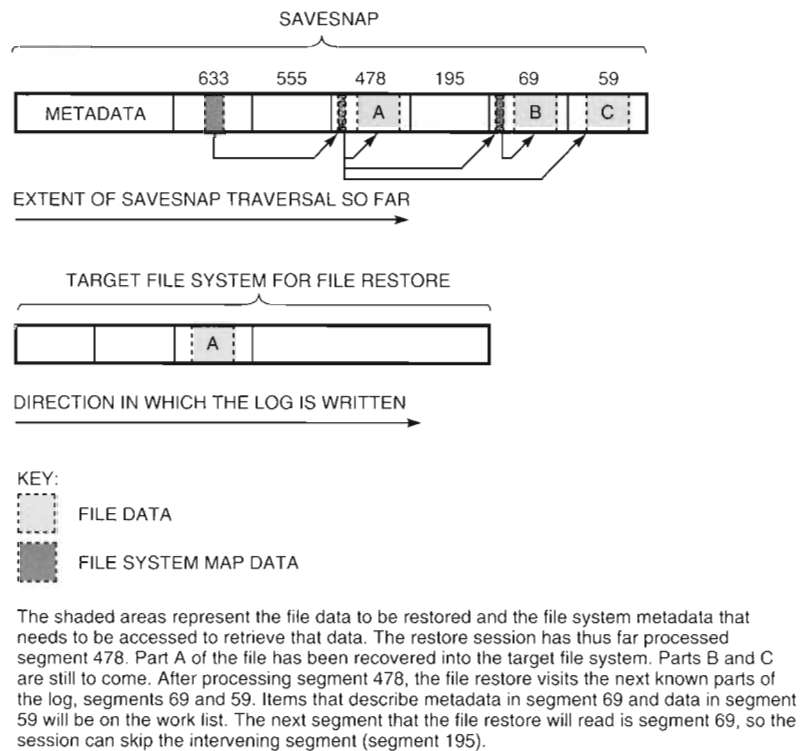 SAVESNAP
633 555 478 195 69 59
METADATA A B C
EXTENT OF SAVESNAP TRAVERSAL SO FAR
TARGET FILE SYSTEM FOR FILE RESTORE
A
DIRECTION IN WHICH THE LOG IS WRITTEN
KEY:
FILE DATA
FILE SYSTEM MAP DATA
The shaded areas represent the file data to be restored and the file system metadata that
needs to be accessed to retrieve that data. The restore session has thus far processed
segment 478. Part A of the file has been recovered into the target file system. Parts B and C
are still to come. After processing segment 478, the file restore visits the next known parts of
the log, segments 69 and 59. Items that describe metadata in segment 69 and data in segment
59 will be on the work list. The next segment that the file restore will read is segment 69, so the
session can skip the intervening segment (segment 195).